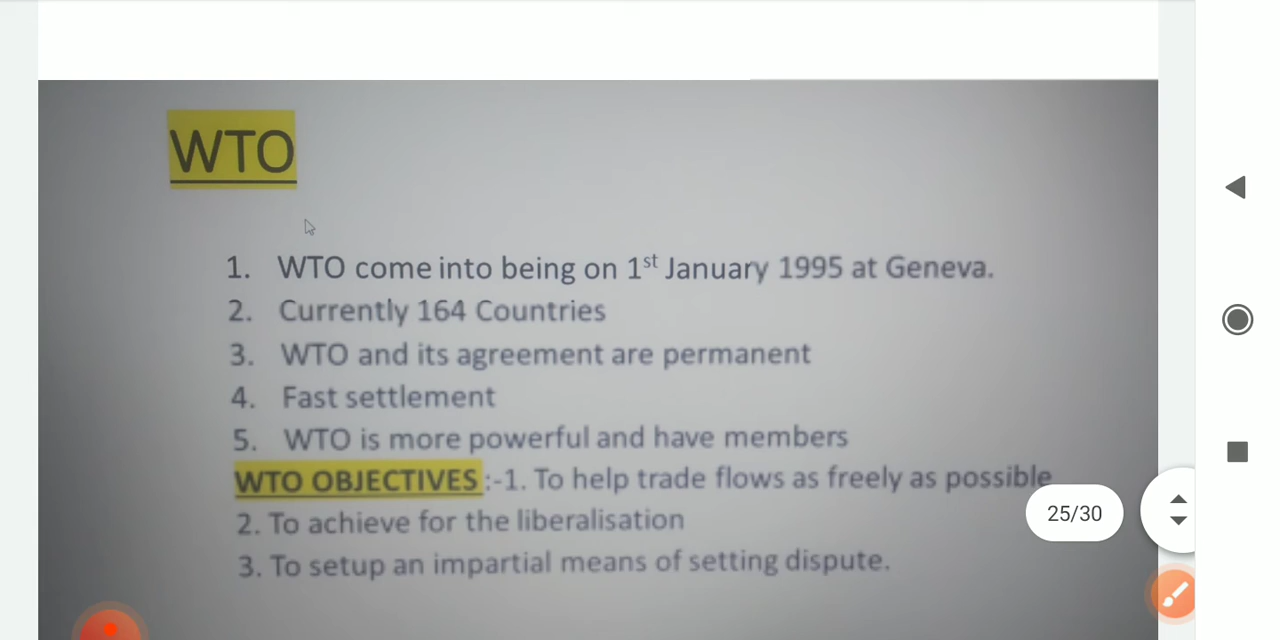 WTO
1. WTO come into being on 1st January 1995 at Geneva.
2. Currently 164 Countries
3. WTO and its agreement are permanent
4. Fast settlement
5. WTO is more powerful and have members
WTO OBJECTIVES :-1. To help trade flows as freely as possible
2. To achieve for the liberalisation
3. To setup an impartial means of setting dispute.
25/30